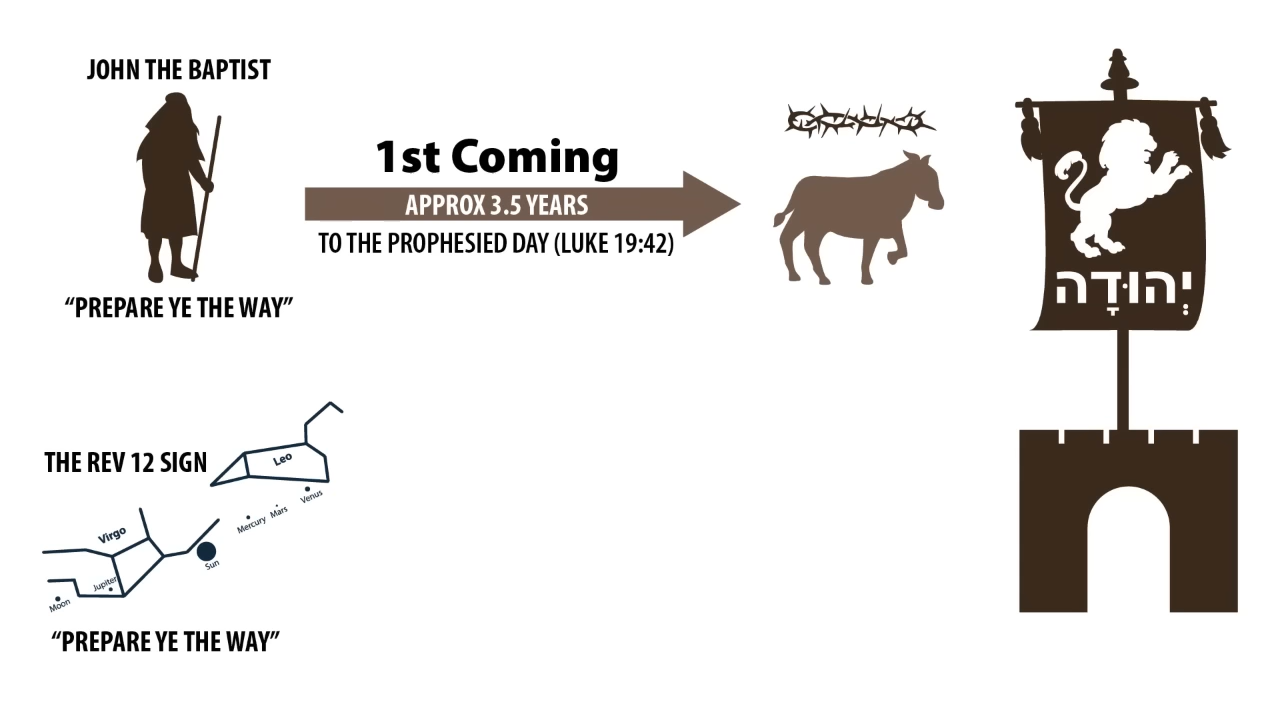 JOHN THE BAPTIST
“PREPARE YE THE WAY”
1st Coming
APPROX 3.5 YEARS
TO THE PROPHESIED DAY (LUKE 19:42)
יְהוּדָה
THE REV 12 SIGN
Leo
Venus
Mars
Mercury
Virgo
Sun
Jupiter
Moon
“PREPARE YE THE WAY”